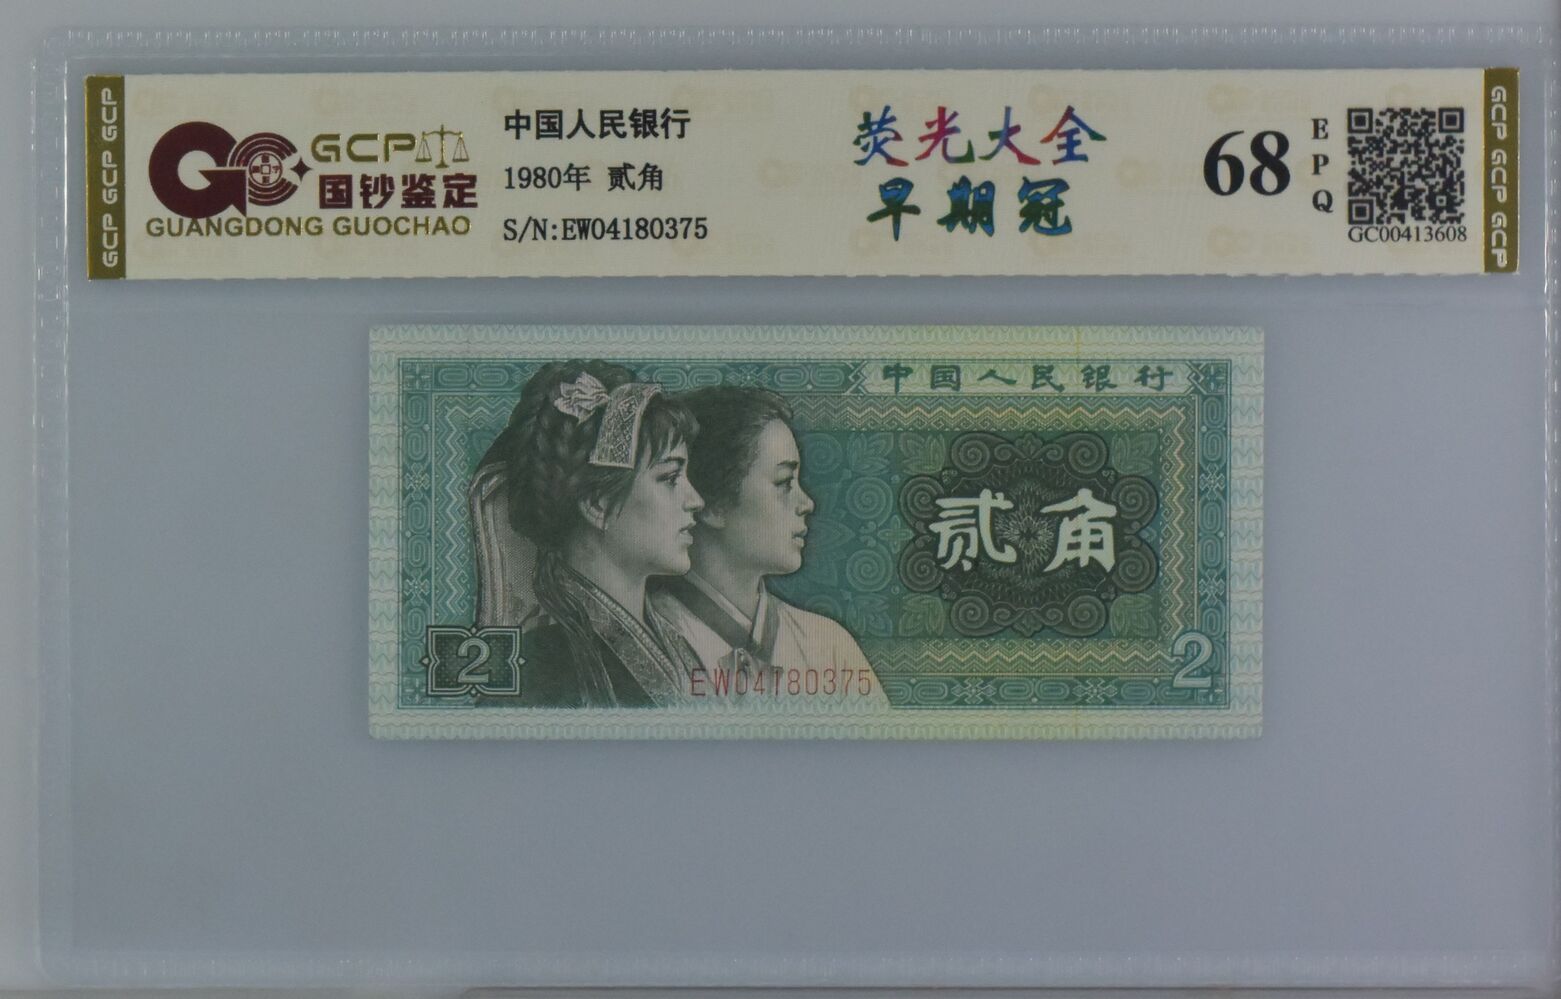 GCP GCP GCP
GCP
国钞鉴定
GUANGDONG GUOCHAO
中国人民银行
1980年 贰角
S/N:EW04180375
荧光大全
早期冠
68
EPQ
GC00413608
GCP GCP GCP
中国人民银行
贰角
2
EW04180375
2